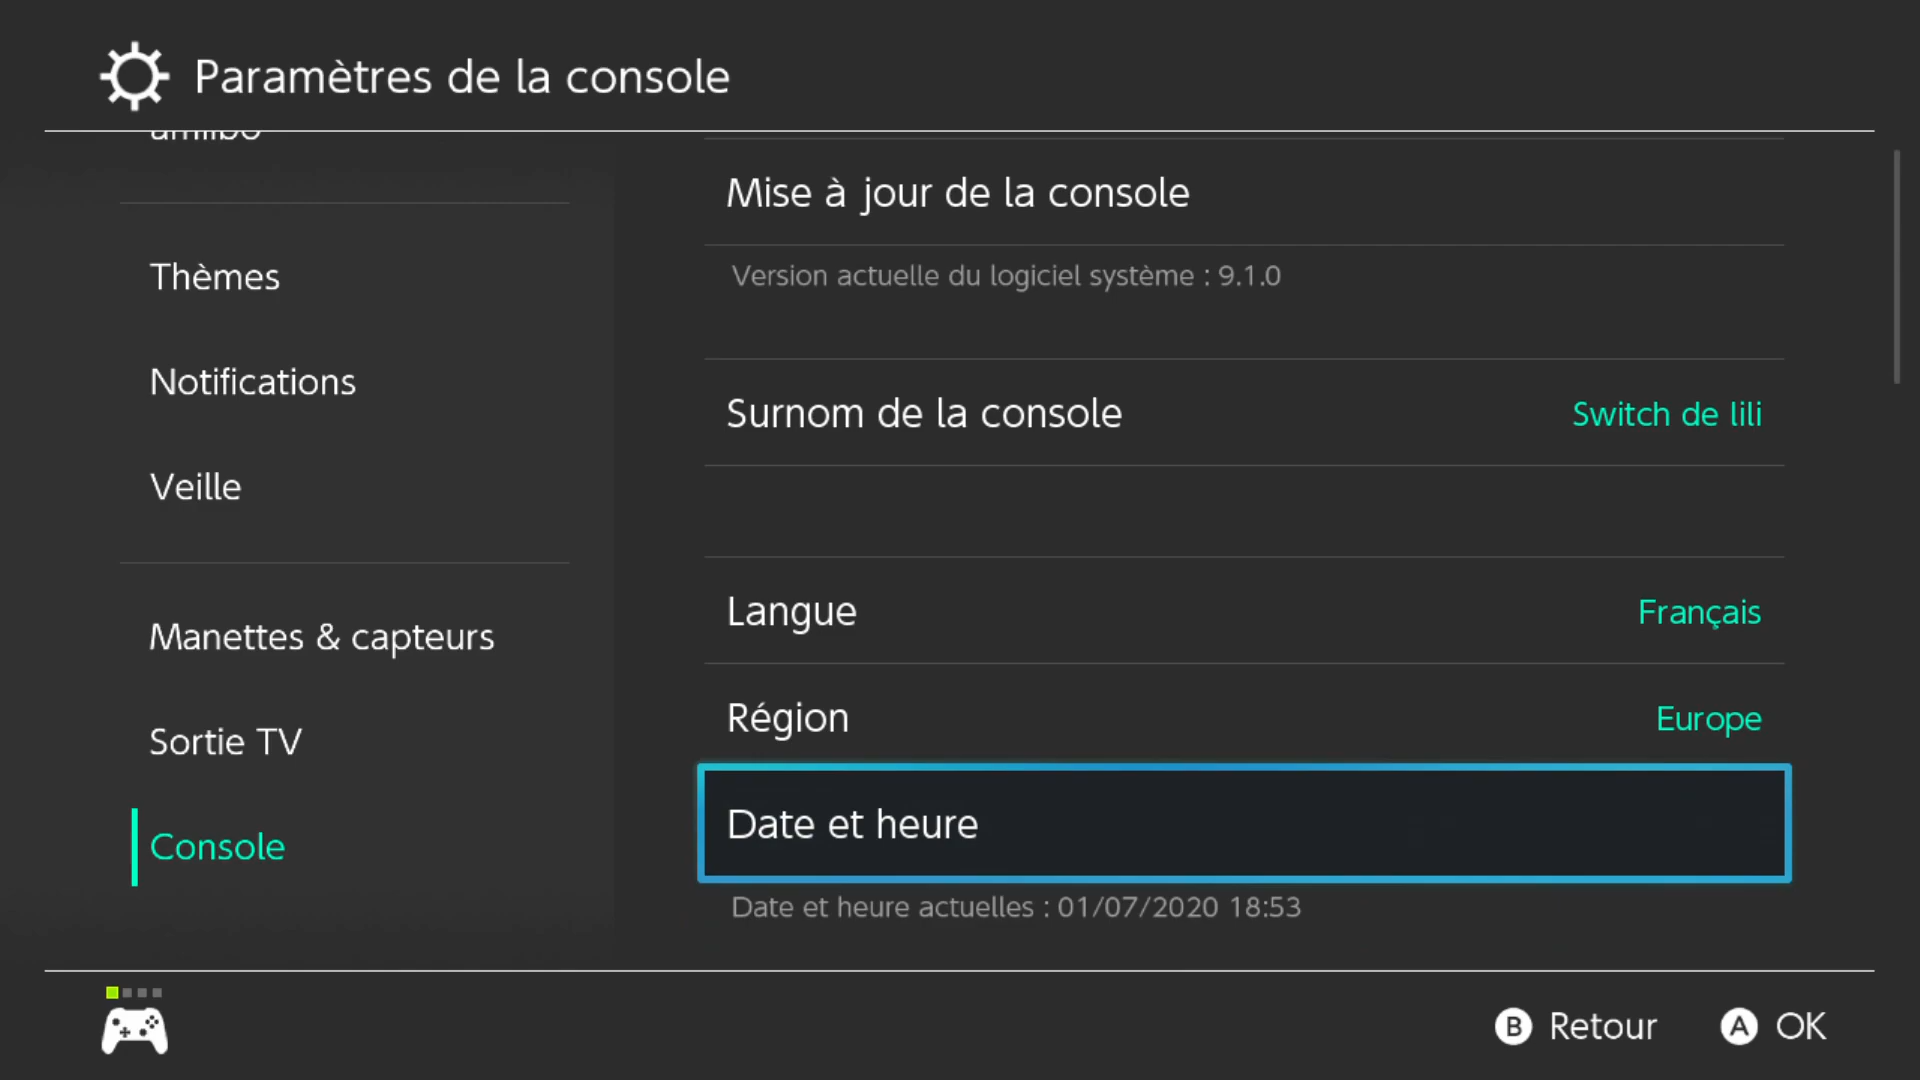 Paramètres de la console
amiibo
Thèmes
Notifications
Veille
Manettes & capteurs
Sortie TV
Console
Mise à jour de la console
Version actuelle du logiciel système : 9.1.0
Surnom de la console Switch de lili
Langue Français
Région Europe
Date et heure
Date et heure actuelles : 01/07/2020 18:53
B Retour A OK